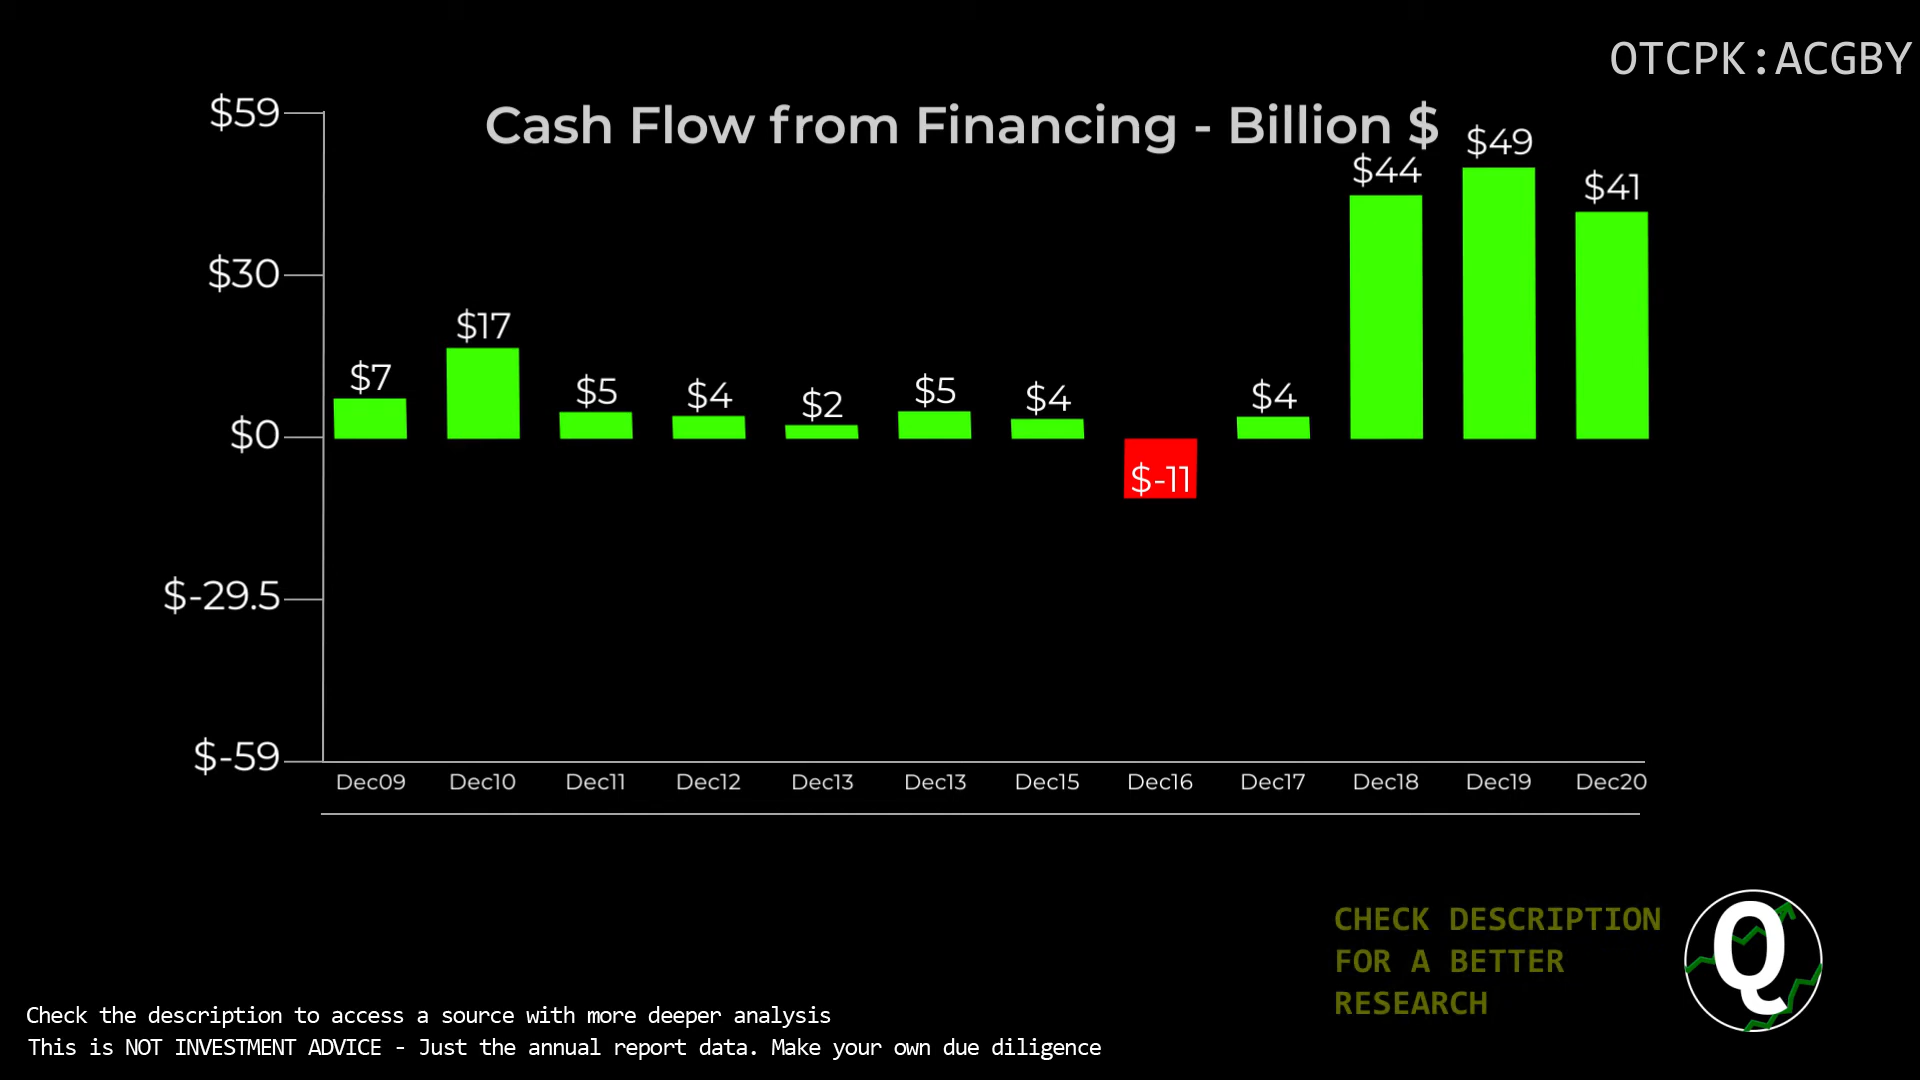 OTCPK:ACGBY
Cash Flow from Financing - Billion $
$59
$30
$0
$-29.5
$-59
$7
$17
$5
$4
$2
$5
$4
$-11
$4
$44
$49
$41
Dec09 Dec10 Dec11 Dec12 Dec13 Dec13 Dec15 Dec16 Dec17 Dec18 Dec19 Dec20
CHECK DESCRIPTION
FOR A BETTER
RESEARCH
Q
Check the description to access a source with more deeper analysis
This is NOT INVESTMENT ADVICE - Just the annual report data. Make your own due diligence